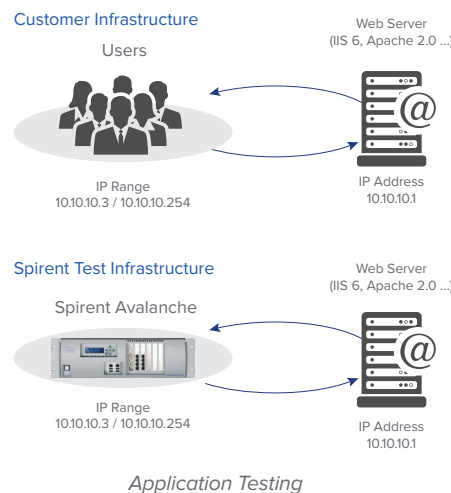 Customer Infrastructure
Users
Web Server
(IIS 6, Apache 2.0 ...)
@
IP Range
10.10.10.3 / 10.10.10.254
IP Address
10.10.10.1
Spirent Test Infrastructure
Spirent Avalanche
Web Server
(IIS 6, Apache 2.0 ...)
@
IP Range
10.10.10.3 / 10.10.10.254
IP Address
10.10.10.1
Application Testing